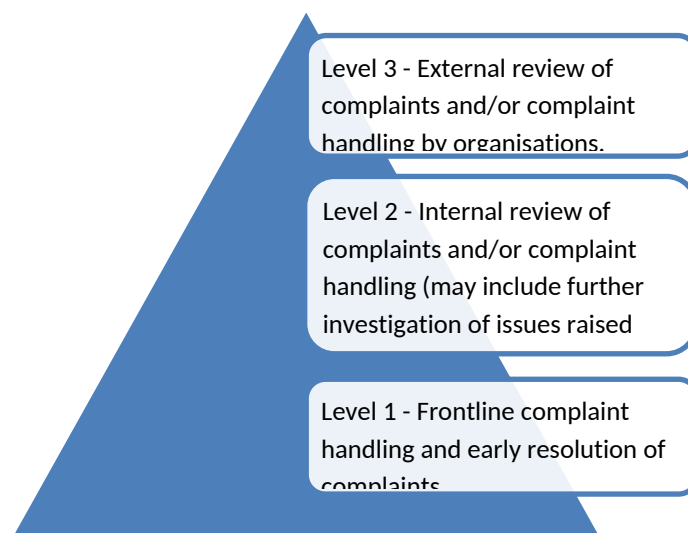 Level 3 - External review of
complaints and/or complaint
handling by organisations.
Level 2 - Internal review of
complaints and/or complaint
handling (may include further
investigation of issues raised
Level 1 - Frontline complaint
handling and early resolution of
complaints